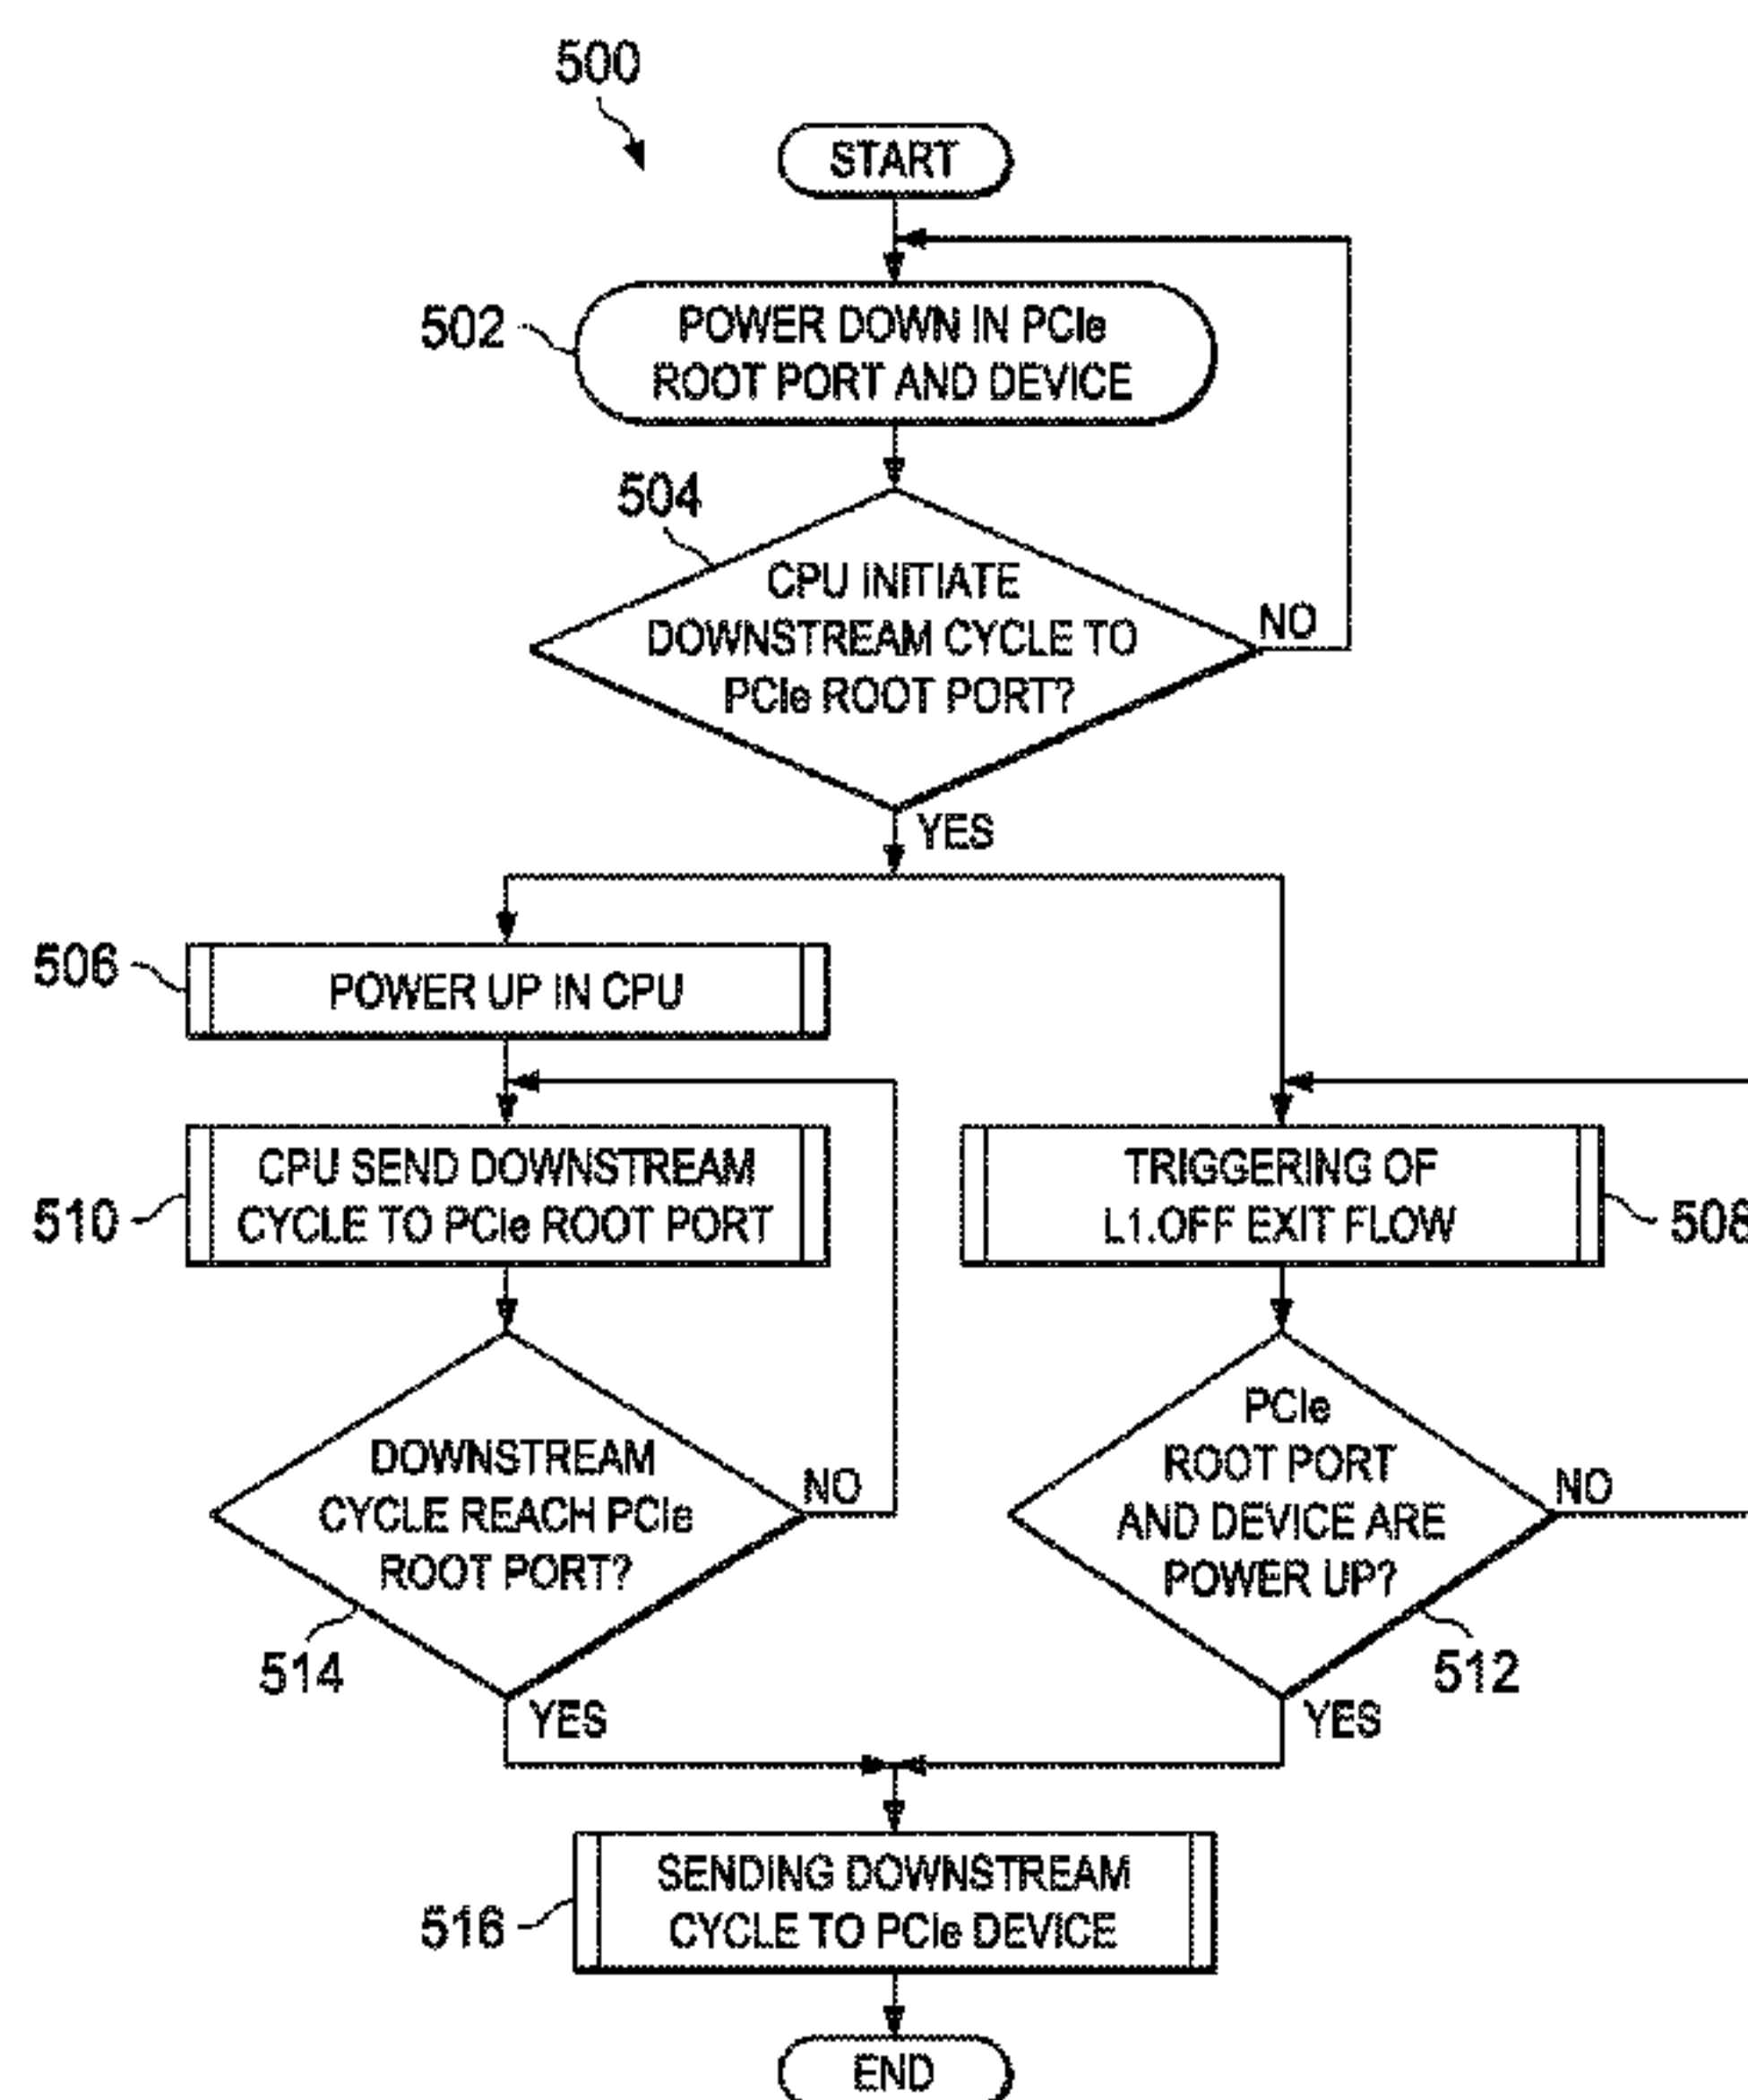 500
START
502
POWER DOWN IN PCIe
ROOT PORT AND DEVICE
504
CPU INITIATE
DOWNSTREAM CYCLE TO
PCIe ROOT PORT?
NO
YES
506
POWER UP IN CPU
510
CPU SEND DOWNSTREAM
CYCLE TO PCIe ROOT PORT
TRIGGERING OF
L1.OFF EXIT FLOW
508
DOWNSTREAM
CYCLE REACH PCIe
ROOT PORT?
NO
514
YES
PCIe
ROOT PORT
AND DEVICE ARE
POWER UP?
NO
512
YES
516
SENDING DOWNSTREAM
CYCLE TO PCIe DEVICE
END